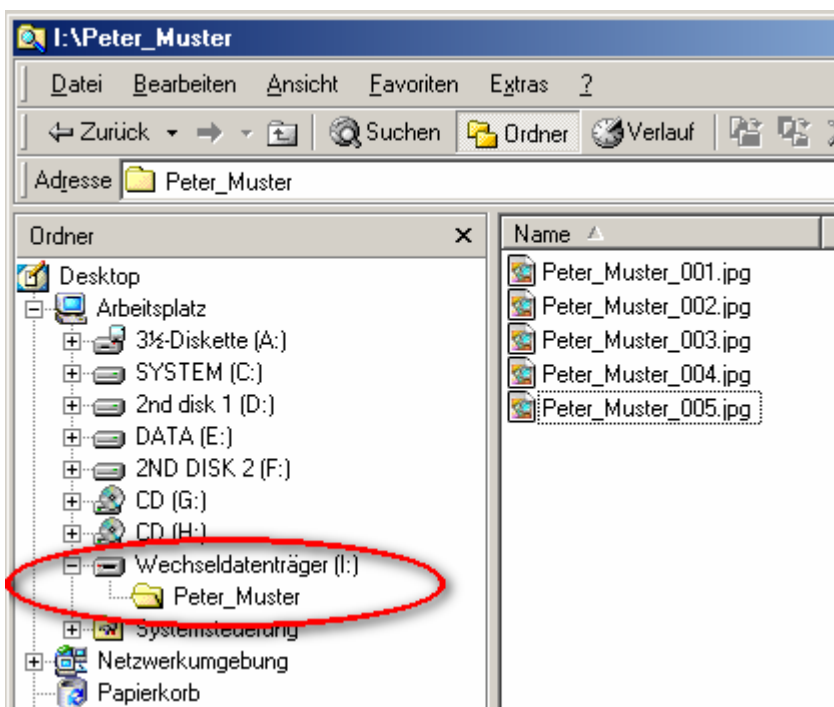 I:\Peter_Muster
Datei Bearbeiten Ansicht Favoriten Extras ?
Zurück Suchen Ordner Verlauf
Adresse Peter_Muster
Ordner
Desktop
Arbeitsplatz
3½-Diskette (A:)
SYSTEM (C:)
2nd disk 1 (D:)
DATA (E:)
2ND DISK 2 (F:)
CD (G:)
CD (H:)
Wechseldatenträger (I:)
Peter_Muster
Systemsteuerung
Netzwerkumgebung
Papierkorb
Name
Peter_Muster_001.jpg
Peter_Muster_002.jpg
Peter_Muster_003.jpg
Peter_Muster_004.jpg
Peter_Muster_005.jpg